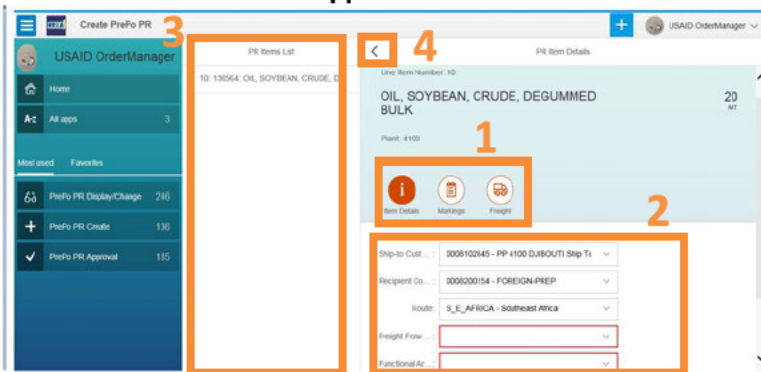 App
Create PrePo PR
3
+
USAID OderManager
USAID OrderManager
PR Items List
4
PR Item Details
Line Item Number: 10
10: 130564: OIL, SOYBEAN, CRUDE, D
Home
OIL, SOYBEAN, CRUDE, DEGUMMED
BULK
20
MT
All apps 3
Plant: 4100
1
Most used Favorites
PrePo PR Display/Change 246
Item Details Markings Freight
2
PrePo PR Create 136
Ship-to Cust... : 0008102845 - PP 4100 DJIBOUTI Ship To
PrePo PR Approval 185
Recipient Co... : 0008200154 - FOREIGN-PREP
Route: S_E_AFRICA - Southeast Africa
Freight Forw... :
Functional Ar... :